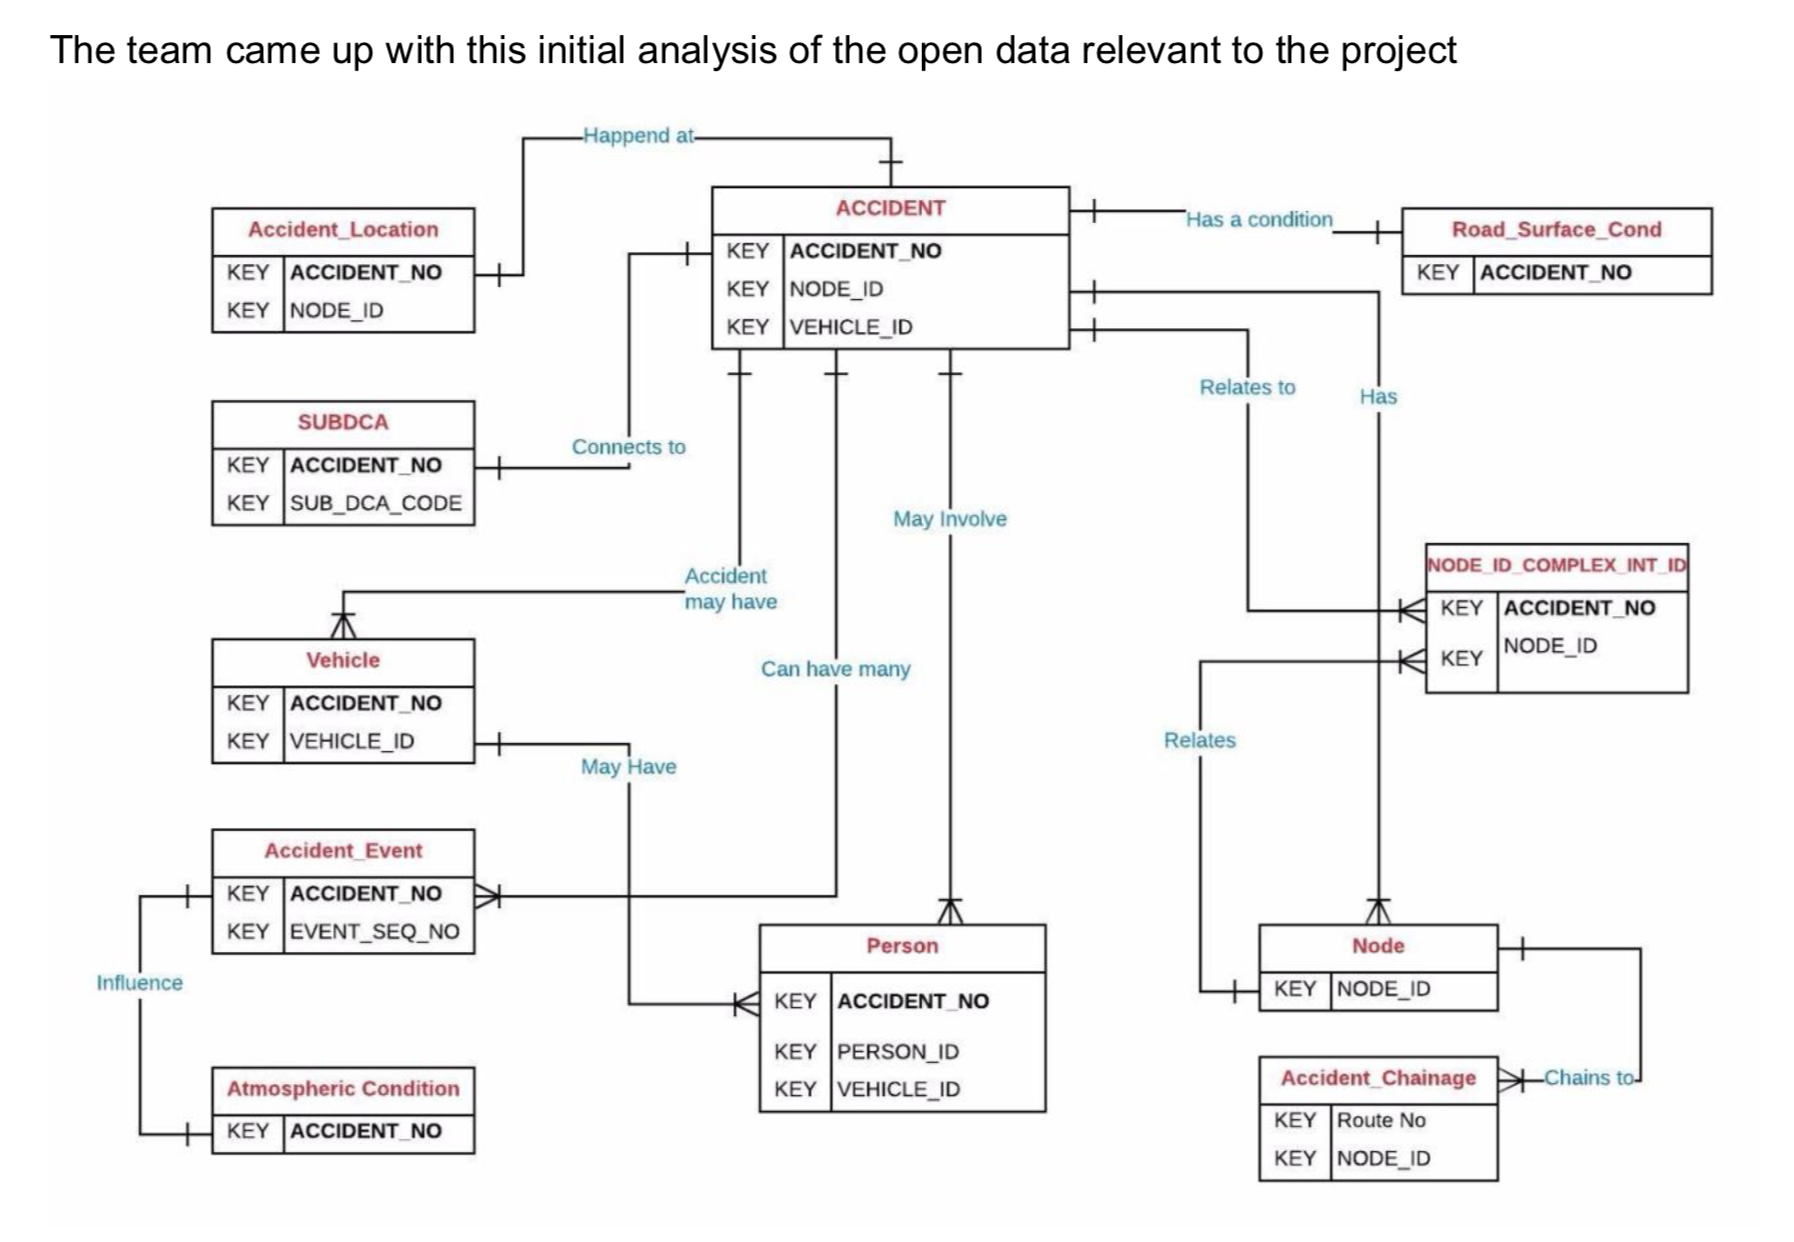 The team came up with this initial analysis of the open data relevant to the project
Happend at
ACCIDENT
KEY ACCIDENT_NO
KEY NODE_ID
KEY VEHICLE_ID
Accident_Location
KEY ACCIDENT_NO
KEY NODE_ID
Has a condition
Road_Surface_Cond
KEY ACCIDENT_NO
SUBDCA
KEY ACCIDENT_NO
KEY SUB_DCA_CODE
Connects to
Relates to
Has
May Involve
Accident
may have
NODE_ID_COMPLEX_INT_ID
KEY ACCIDENT_NO
KEY NODE_ID
Vehicle
KEY ACCIDENT_NO
KEY VEHICLE_ID
Can have many
May Have
Relates
Accident_Event
KEY ACCIDENT_NO
KEY EVENT_SEQ_NO
Influence
Person
KEY ACCIDENT_NO
KEY PERSON_ID
KEY VEHICLE_ID
Node
KEY NODE_ID
Atmospheric Condition
KEY ACCIDENT_NO
Accident_Chainage
KEY Route No
KEY NODE_ID
Chains to